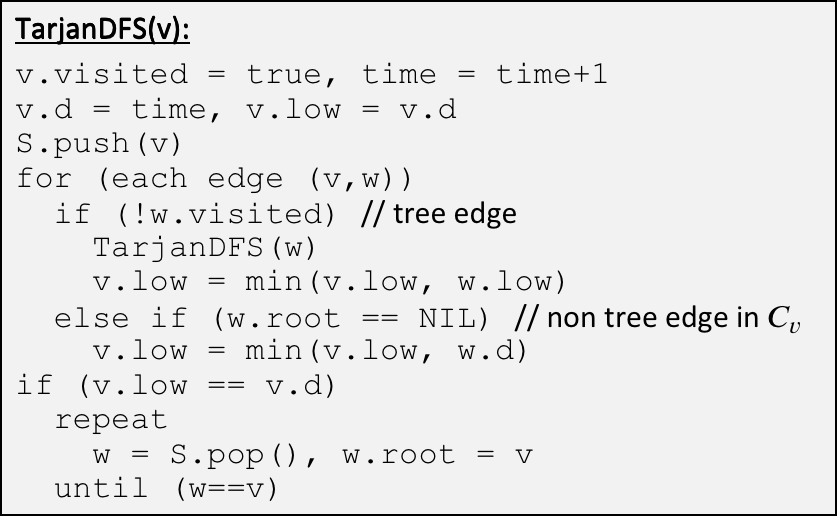 TarjanDFS(v):
v.visited = true, time = time+1
v.d = time, v.low = v.d
S.push(v)
for (each edge (v,w))
  if (!w.visited) // tree edge
    TarjanDFS(w)
    v.low = min(v.low, w.low)
  else if (w.root == NIL) // non tree edge in Cᵥ
    v.low = min(v.low, w.d)
if (v.low == v.d)
  repeat
    w = S.pop(), w.root = v
  until (w==v)